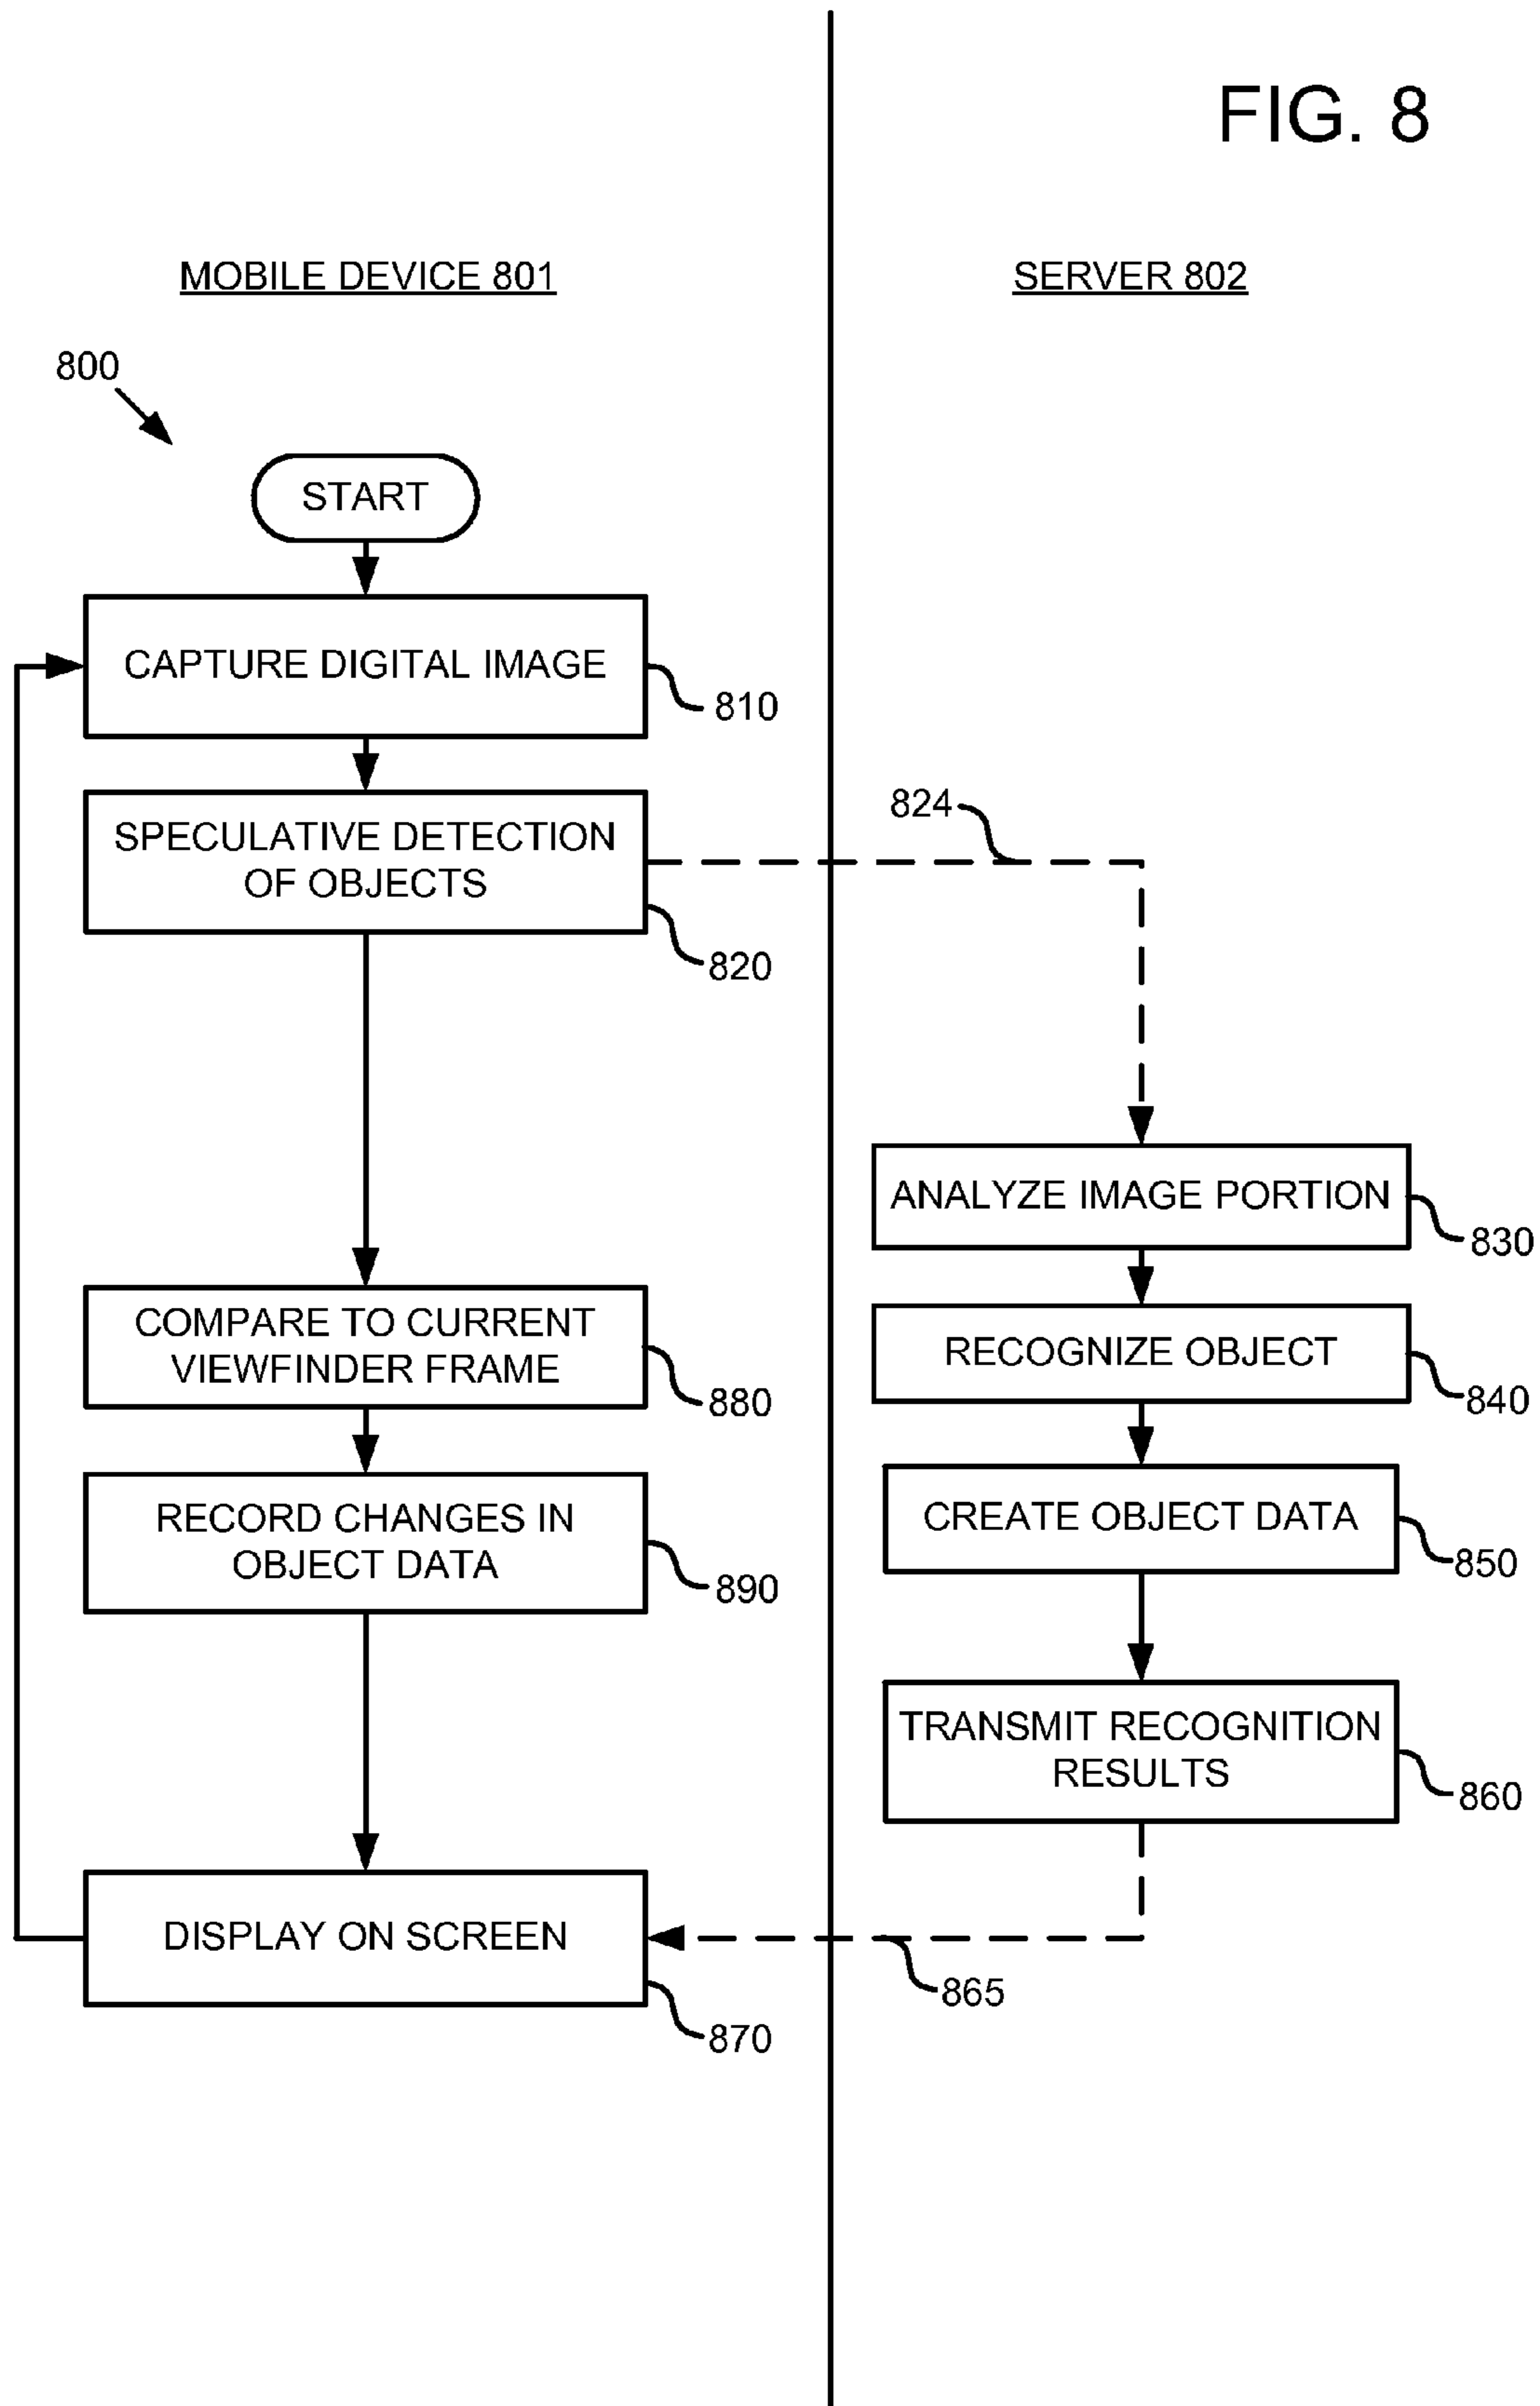 FIG. 8
MOBILE DEVICE 801
SERVER 802
800
START
CAPTURE DIGITAL IMAGE
810
SPECULATIVE DETECTION
OF OBJECTS
820
824
ANALYZE IMAGE PORTION
830
RECOGNIZE OBJECT
840
CREATE OBJECT DATA
850
TRANSMIT RECOGNITION
RESULTS
860
COMPARE TO CURRENT
VIEWFINDER FRAME
880
RECORD CHANGES IN
OBJECT DATA
890
DISPLAY ON SCREEN
865
870